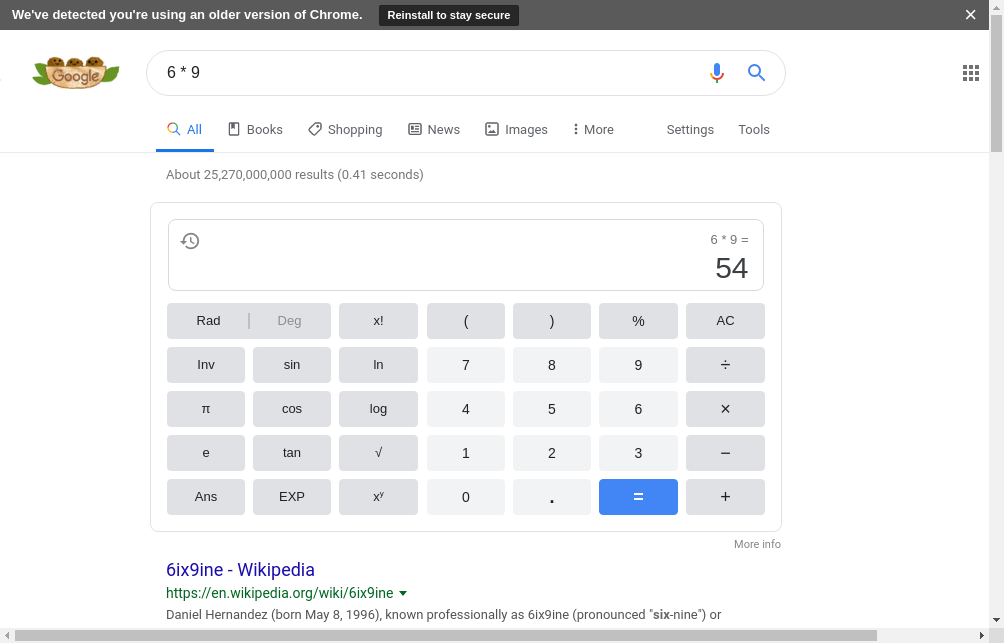 We've detected you're using an older version of Chrome. Reinstall to stay secure
Google 6 * 9
All Books Shopping News Images More Settings Tools
About 25,270,000,000 results (0.41 seconds)
6 * 9 =
54
Rad Deg x! ( ) % AC
Inv sin ln 7 8 9 ÷
π cos log 4 5 6 ×
e tan √ 1 2 3 −
Ans EXP xʸ 0 . = +
More info
6ix9ine - Wikipedia
https://en.wikipedia.org/wiki/6ix9ine
Daniel Hernandez (born May 8, 1996), known professionally as 6ix9ine (pronounced "six-nine") or